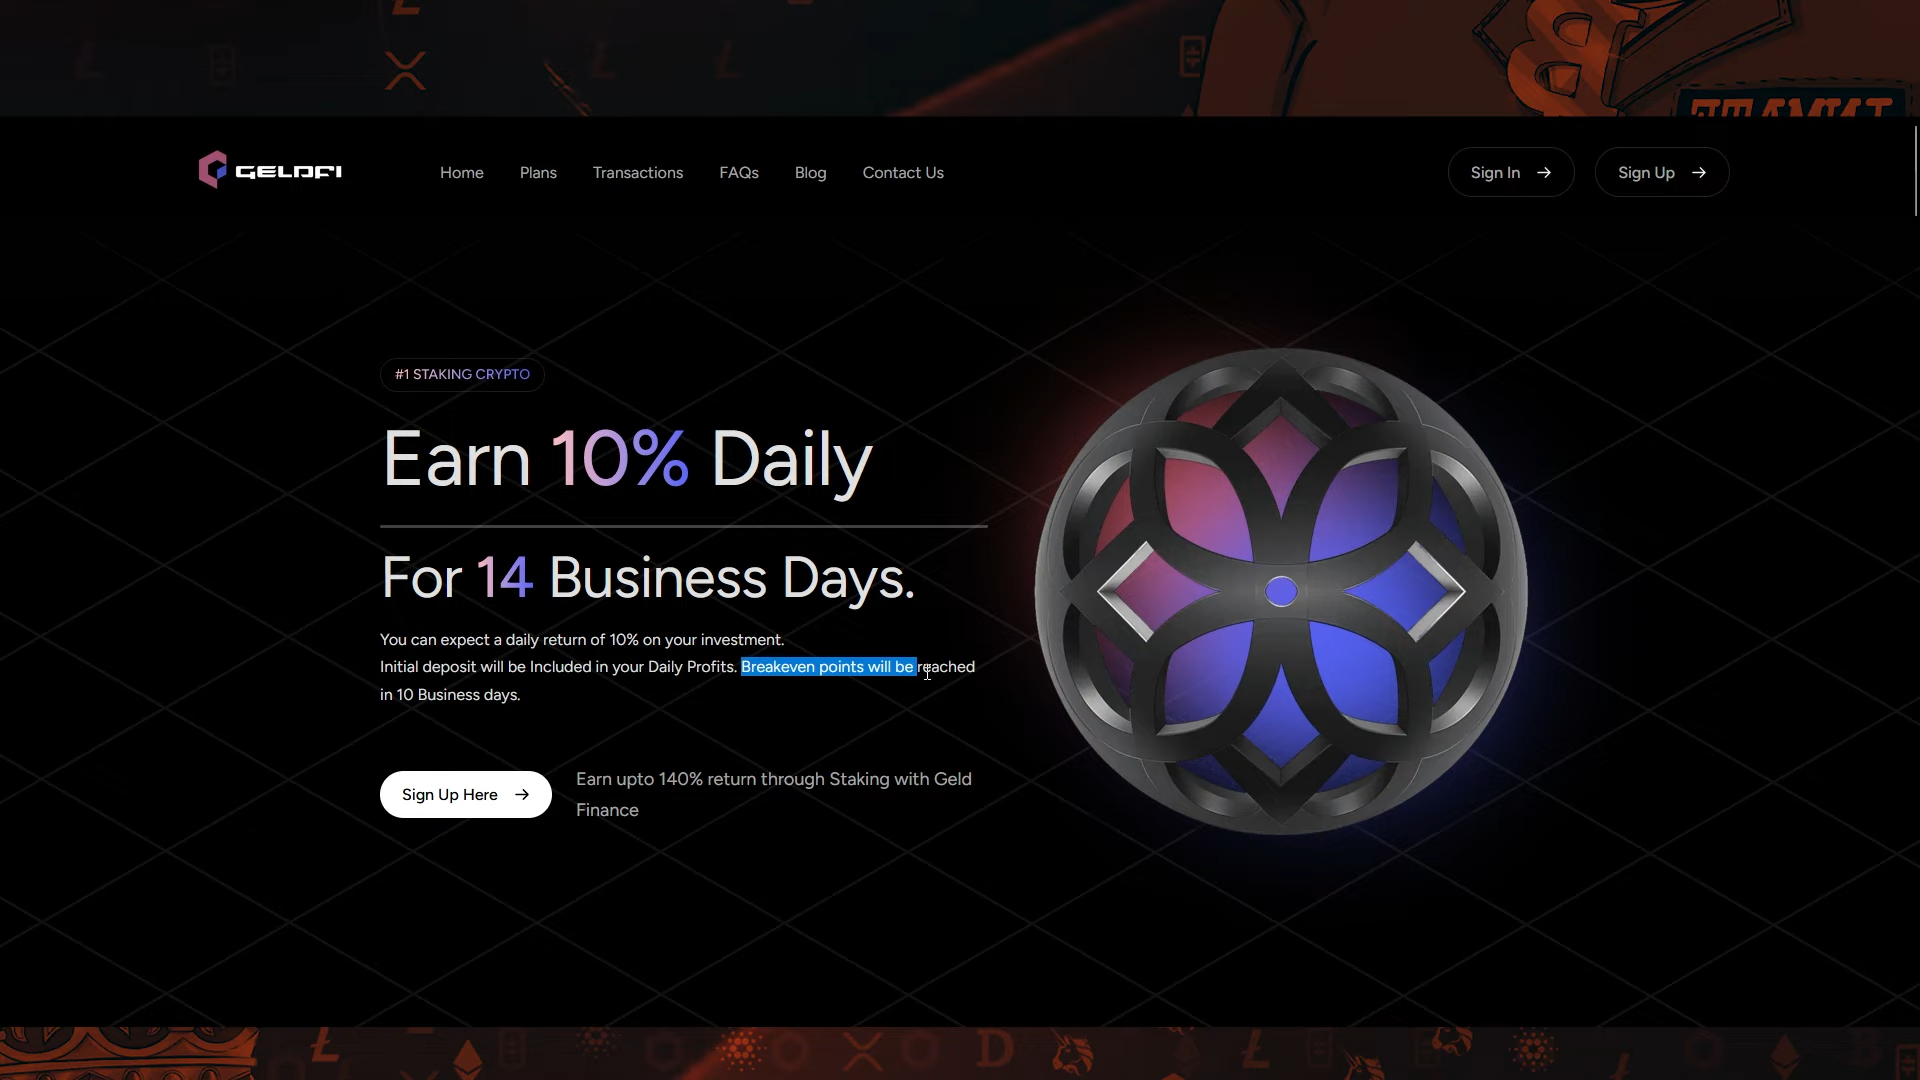 GELDFI
Home
Plans
Transactions
FAQs
Blog
Contact Us
Sign In
Sign Up
#1 STAKING CRYPTO
Earn 10% Daily
For 14 Business Days.
You can expect a daily return of 10% on your investment.
Initial deposit will be Included in your Daily Profits. Breakeven points will be reached
in 10 Business days.
Sign Up Here
Earn upto 140% return through Staking with Geld
Finance